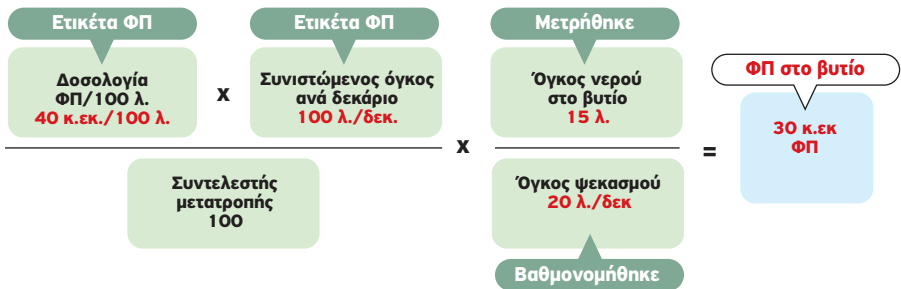 Ετικέτα ΦΠ
Δοσολογία
ΦΠ/100 λ.
40 κ.εκ./100 λ.
x
Ετικέτα ΦΠ
Συνιστώμενος όγκος
ανά δεκάριο
100 λ./δεκ.
Συντελεστής
μετατροπής
100
x
Μετρήθηκε
Όγκος νερού
στο βυτίο
15 λ.
Όγκος ψεκασμού
20 λ./δεκ
Βαθμονομήθηκε
=
ΦΠ στο βυτίο
30 κ.εκ
ΦΠ